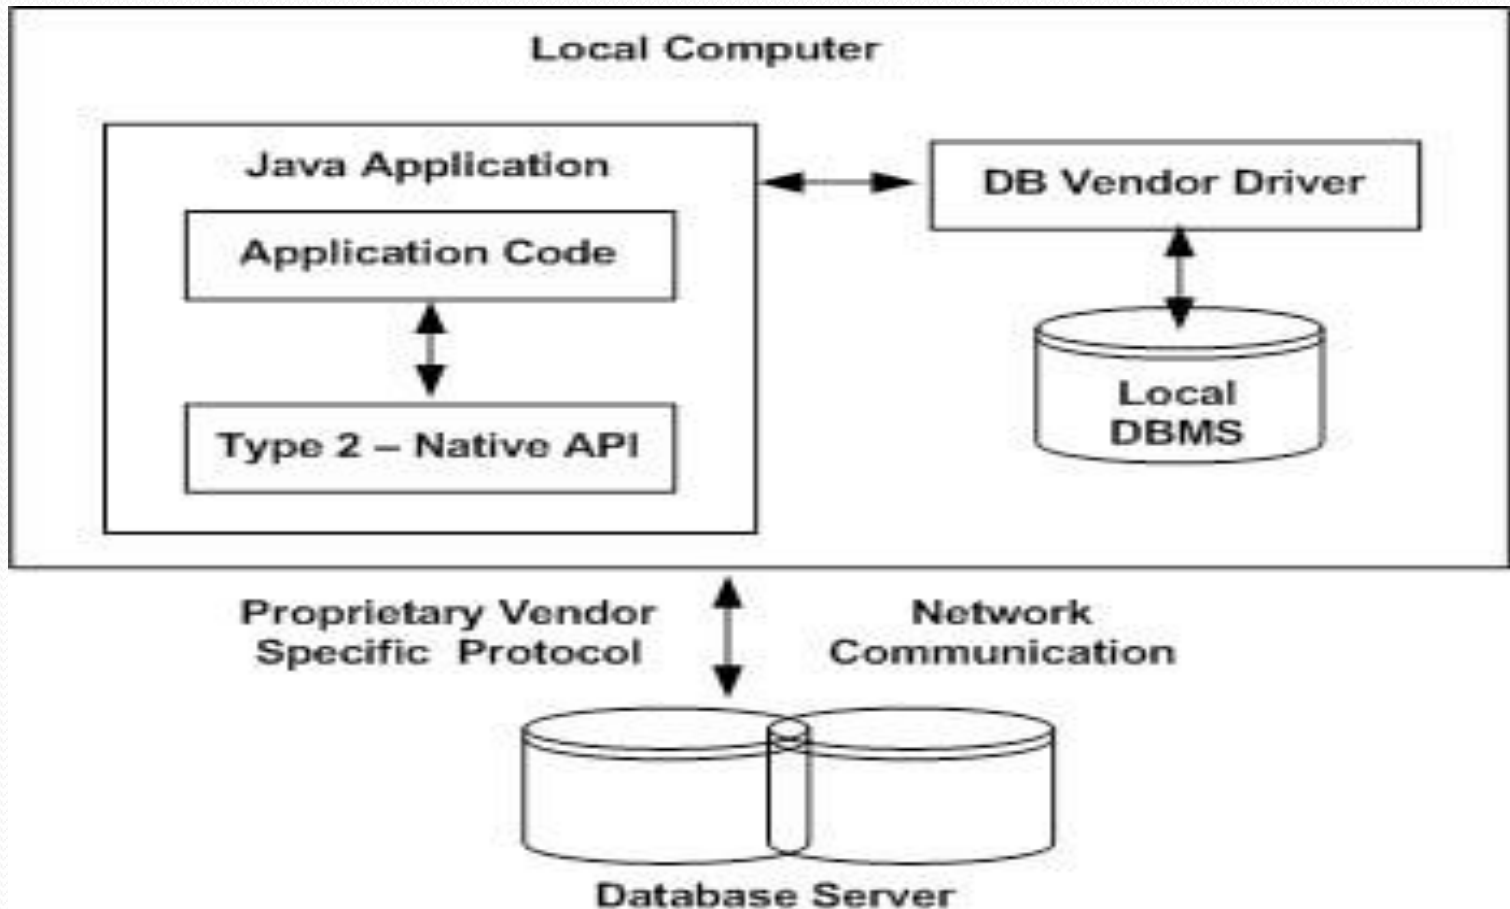 Local Computer
Java Application
Application Code
Type 2 – Native API
DB Vendor Driver
Local
DBMS
Proprietary Vendor
Specific Protocol
Network
Communication
Database Server